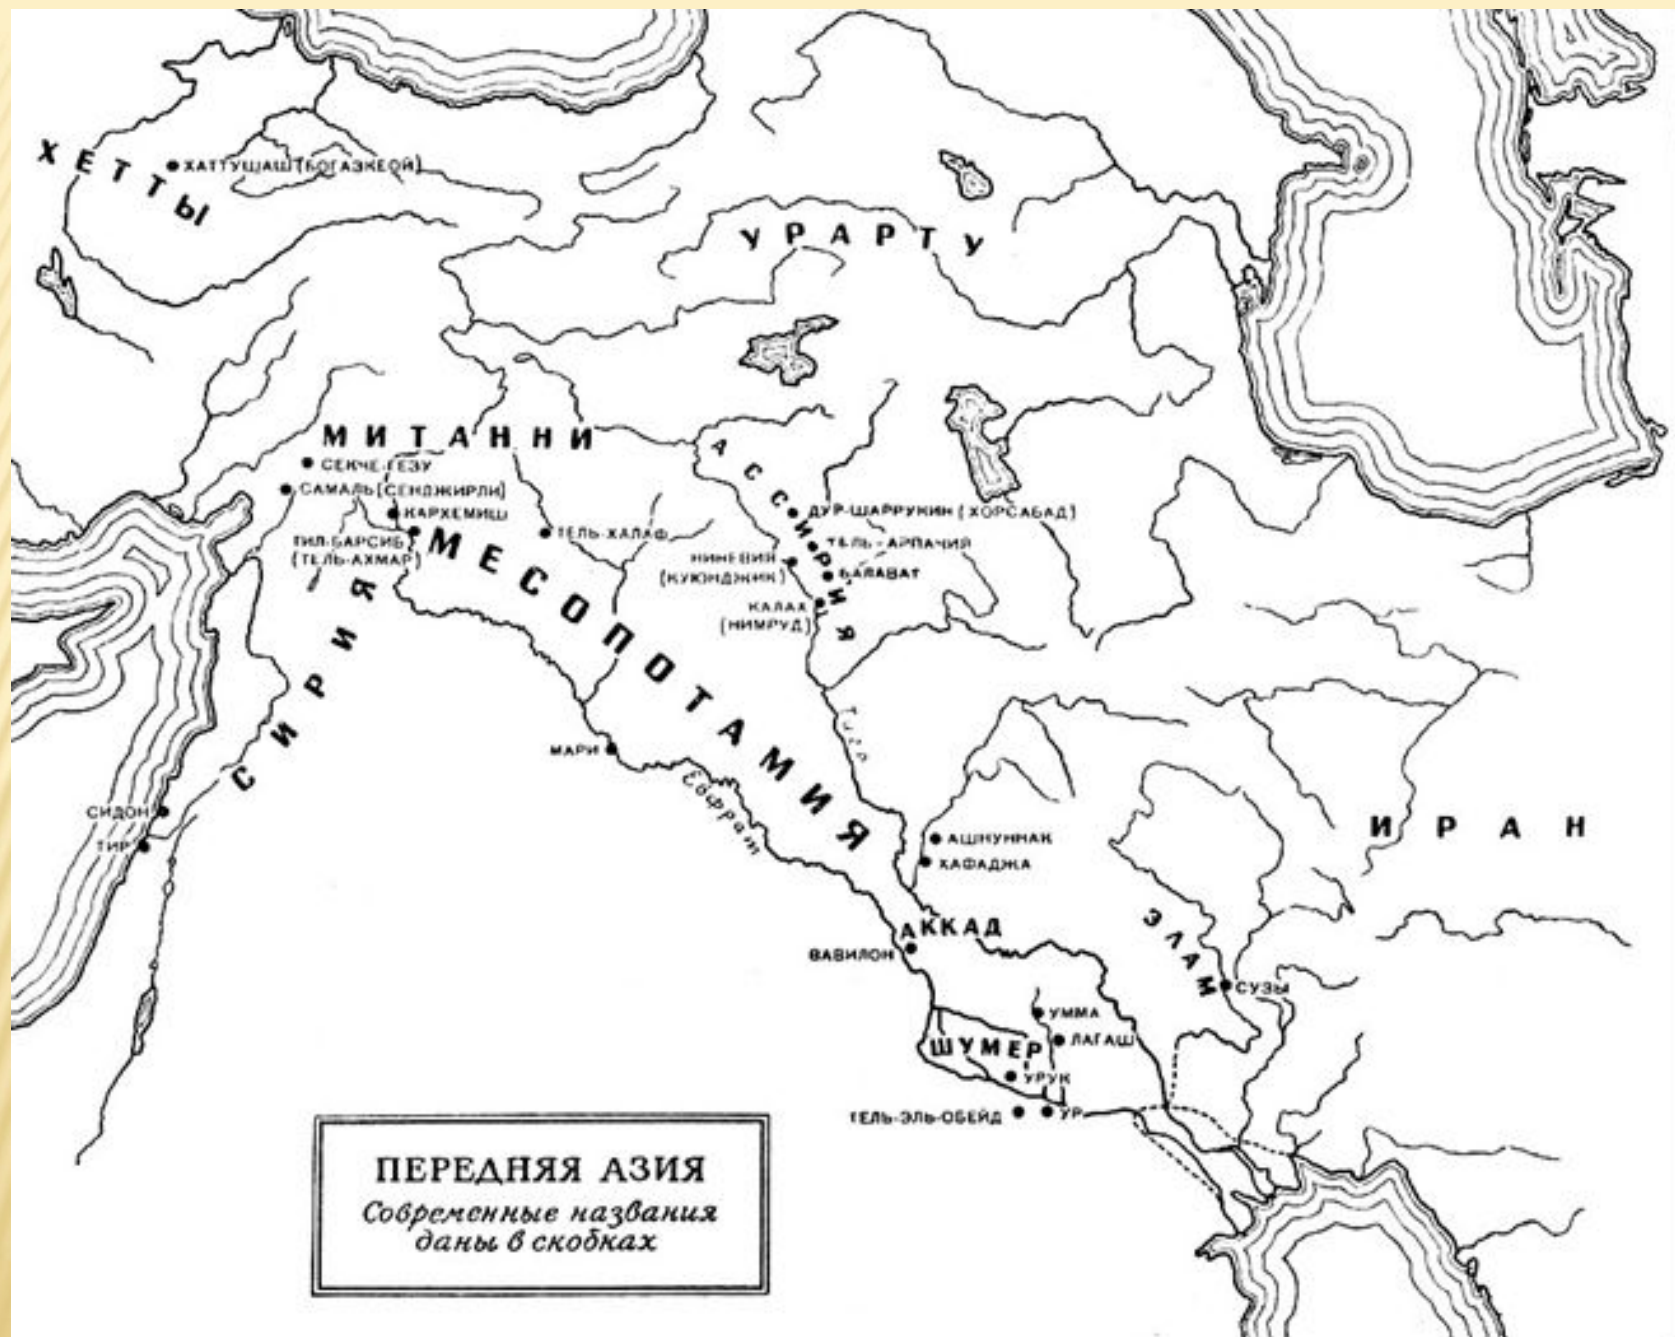 ХЕТТЫ
ХАТТУШАШ (БОГАЗКЕОЙ)
УРАРТУ
МИТАННИ
АССИРИЯ
СЕКЧЕ-ГЕЗУ
САМАЛЬ (СЕНДЖИРЛИ)
КАРХЕМИШ
ТИЛ-БАРСИБ
(ТЕЛЬ-АХМАР)
ТЕЛЬ-ХАЛАФ
ДУР-ШАРРУКИН (ХОРСАБАД)
ТЕЛЬ-АРПАЧИЯ
НИНЕВИЯ
(КУЮНДЖИК)
БАЛАВАТ
КАЛАХ
(НИМРУД)
МЕСОПОТАМИЯ
СИРИЯ
Тигр
МАРИ
Евфрат
СИДОН
ТИР
ИРАН
АШНУННАК
ХАФАДЖА
ЭЛАМ
АККАД
ВАВИЛОН
СУЗЫ
УММА
ЛАГАШ
ШУМЕР
УРУК
ТЕЛЬ-ЭЛЬ-ОБЕЙД
УР
ПЕРЕДНЯЯ АЗИЯ
Современные названия
даны в скобках